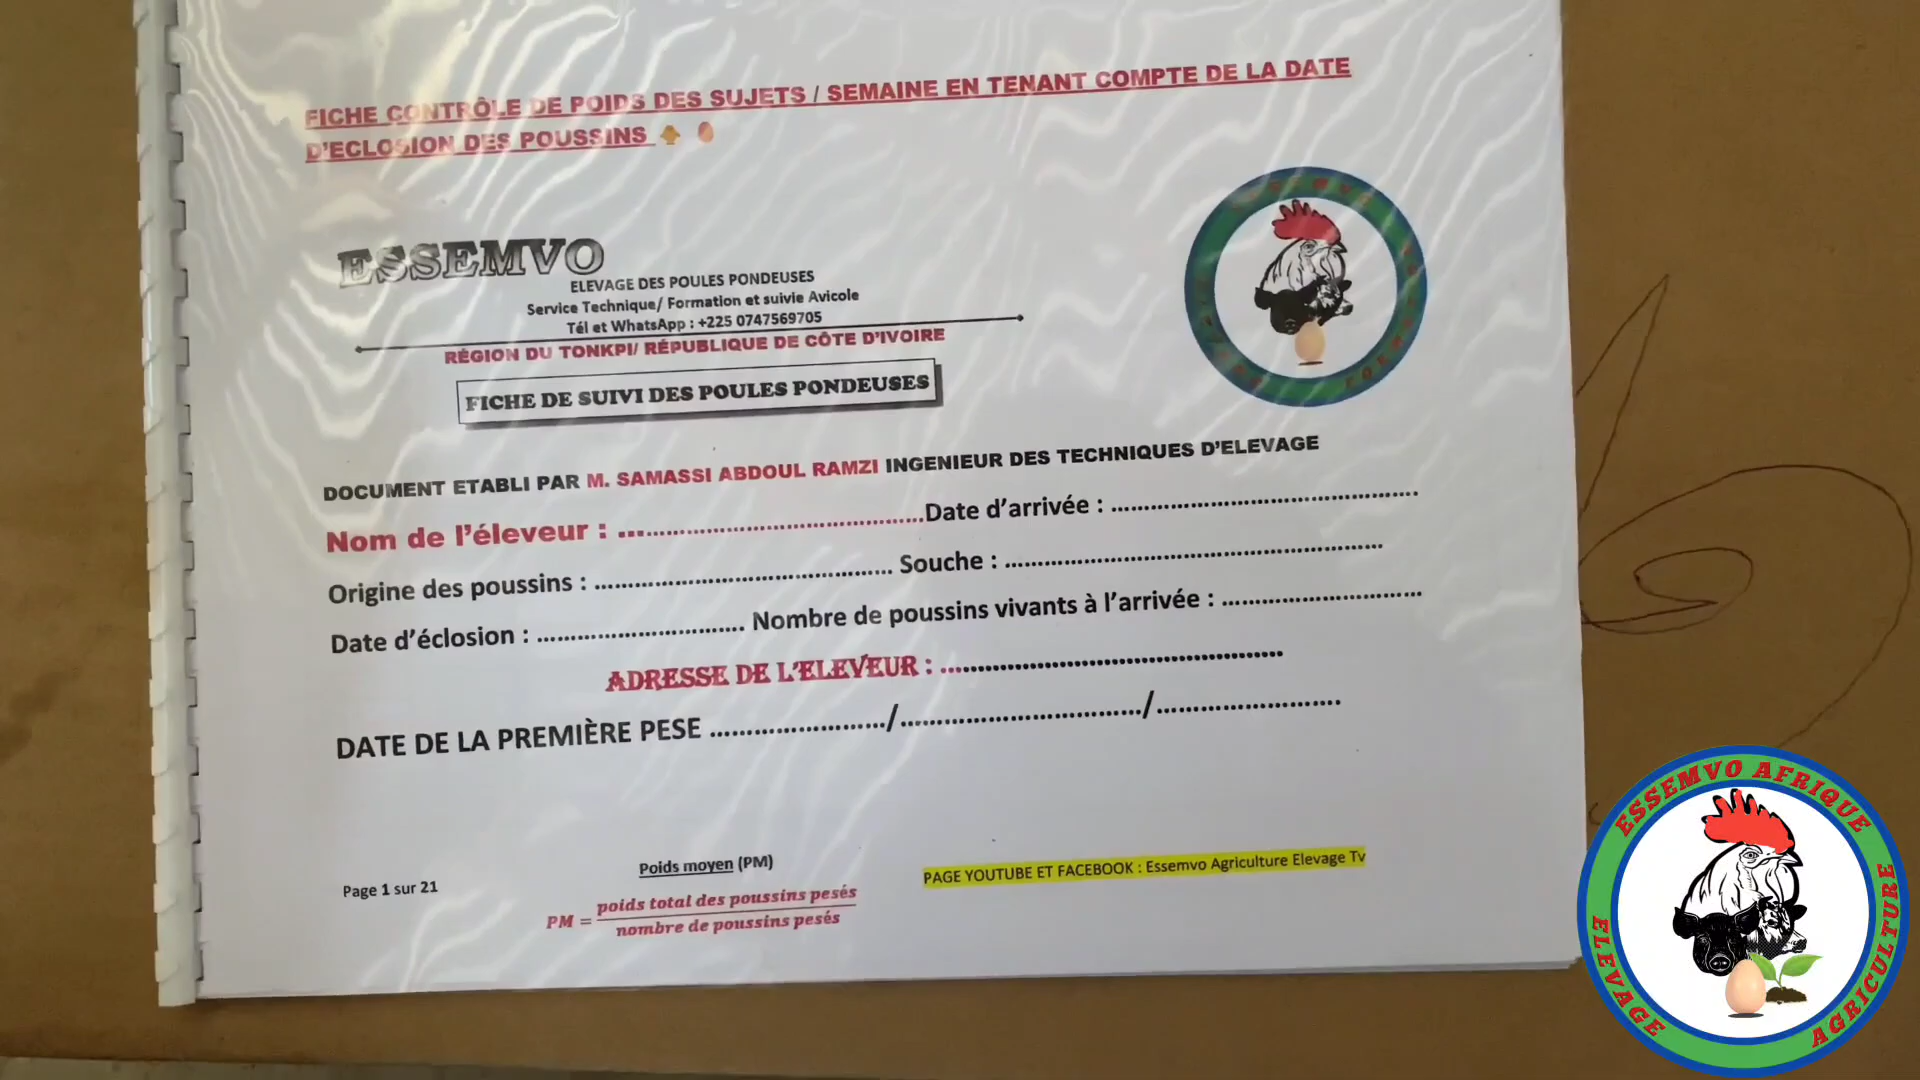 FICHE CONTRÔLE DE POIDS DES SUJETS / SEMAINE EN TENANT COMPTE DE LA DATE
D'ECLOSION DES POUSSINS
ESSEMVO
ELEVAGE DES POULES PONDEUSES
Service Technique/ Formation et suivie Avicole
Tél et WhatsApp : +225 0747569705
RÉGION DU TONKPI/ RÉPUBLIQUE DE CÔTE D'IVOIRE
FICHE DE SUIVI DES POULES PONDEUSES
DOCUMENT ETABLI PAR M. SAMASSI ABDOUL RAMZI INGENIEUR DES TECHNIQUES D'ELEVAGE
Nom de l'éleveur : ........................................Date d'arrivée : ........................................
Origine des poussins : ........................................ Souche : ........................................
Date d'éclosion : .............................. Nombre de poussins vivants à l'arrivée : ..............................
ADRESSE DE L'ELEVEUR : ........................................
DATE DE LA PREMIÈRE PESE ......................../................................/..........................
Poids moyen (PM)
PM = poids total des poussins pesés
nombre de poussins pesés
Page 1 sur 21
PAGE YOUTUBE ET FACEBOOK : Essemvo Agriculture Elevage Tv
ESSEMVO AFRIQUE
ELEVAGE
AGRICULTURE